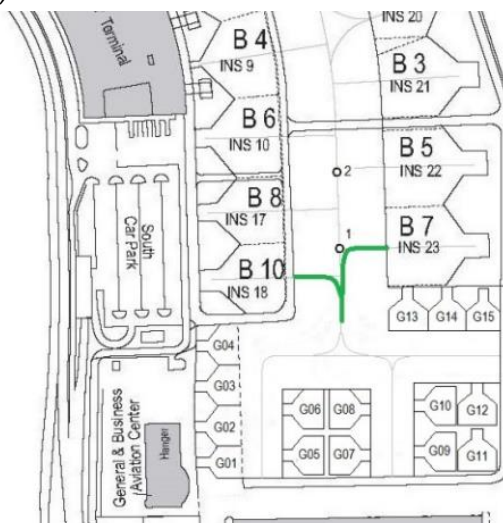 )
Terminal
B 4
INS 9
INS 20
B 3
INS 21
B 6
INS 10
B 5
INS 22
2
B 8
INS 17
South
Car Park
1
B 7
INS 23
B 10
INS 18
G13
G14
G15
G04
G03
G02
G01
G06
G08
G05
G07
G10
G12
G09
G11
General & Business
/Aviation Center
Hanger